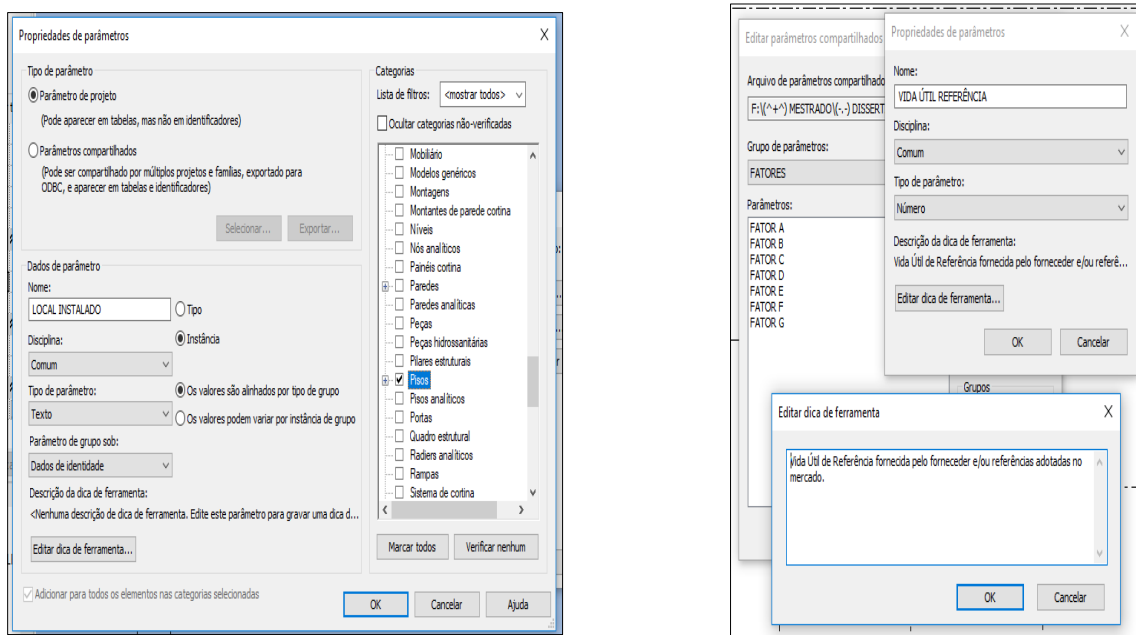 Propriedades de parâmetros
X
Tipo de parâmetro
Parâmetro de projeto
(Pode aparecer em tabelas, mas não em identificadores)
Parâmetros compartilhados
(Pode ser compartilhado por múltiplos projetos e famílias, exportado para
ODBC, e aparecer em tabelas e identificadores)
Selecionar...
Exportar...
Dados de parâmetro
Nome:
LOCAL INSTALADO
Tipo
Disciplina:
Instância
Comum
Tipo de parâmetro:
Os valores são alinhados por tipo de grupo
Texto
Os valores podem variar por instância de grupo
Parâmetro de grupo sob:
Dados de identidade
Descrição da dica de ferramenta:
<Nenhuma descrição de dica de ferramenta. Edite este parâmetro para gravar uma dica d...
Editar dica de ferramenta...
Adicionar para todos os elementos nas categorias selecionadas
Categorias
Lista de filtros:
<mostrar todos>
Ocultar categorias não-verificadas
Mobiliário
Modelos genéricos
Montagens
Montantes de parede cortina
Níveis
Nós analíticos
Painéis cortina
Paredes
Paredes analíticas
Peças
Peças hidrossanitárias
Pilares estruturais
Pisos
Pisos analíticos
Portas
Quadro estrutural
Radiers analíticos
Rampas
Sistema de cortina
Marcar todos
Verificar nenhum
OK
Cancelar
Ajuda
Editar parâmetros compartilhados
Arquivo de parâmetros compartilhado
F:\(^+^) MESTRADO\(-.-) DISSERT
Grupo de parâmetros:
FATORES
Parâmetros:
FATOR A
FATOR B
FATOR C
FATOR D
FATOR E
FATOR F
FATOR G
Grupos
Propriedades de parâmetros
X
Nome:
VIDA ÚTIL REFERÊNCIA
Disciplina:
Comum
Tipo de parâmetro:
Número
Descrição da dica de ferramenta:
Vida Útil de Referência fornecida pelo forneceder e/ou referê...
Editar dica de ferramenta...
OK
Cancelar
Editar dica de ferramenta
X
Vida Útil de Referência fornecida pelo forneceder e/ou referências adotadas no
mercado.
OK
Cancelar